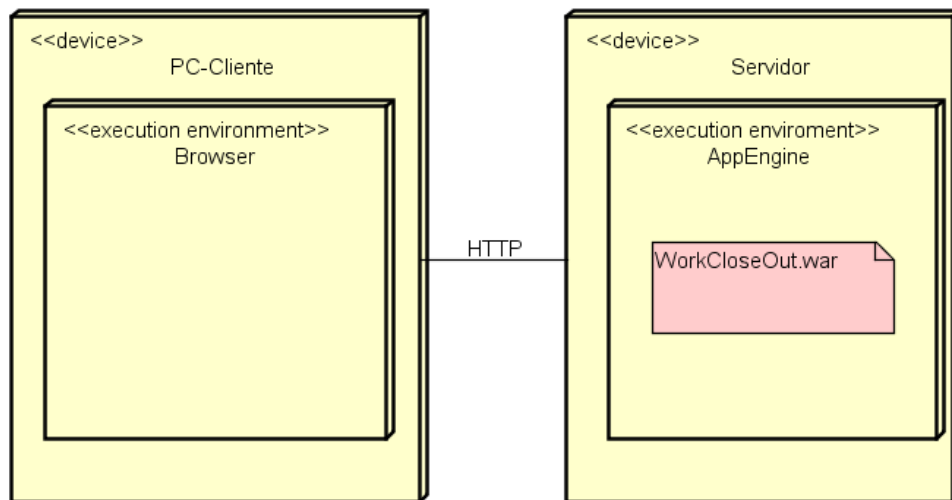 <<device>>
PC-Cliente
<<execution environment>>
Browser
HTTP
<<device>>
Servidor
<<execution enviroment>>
AppEngine
WorkCloseOut.war